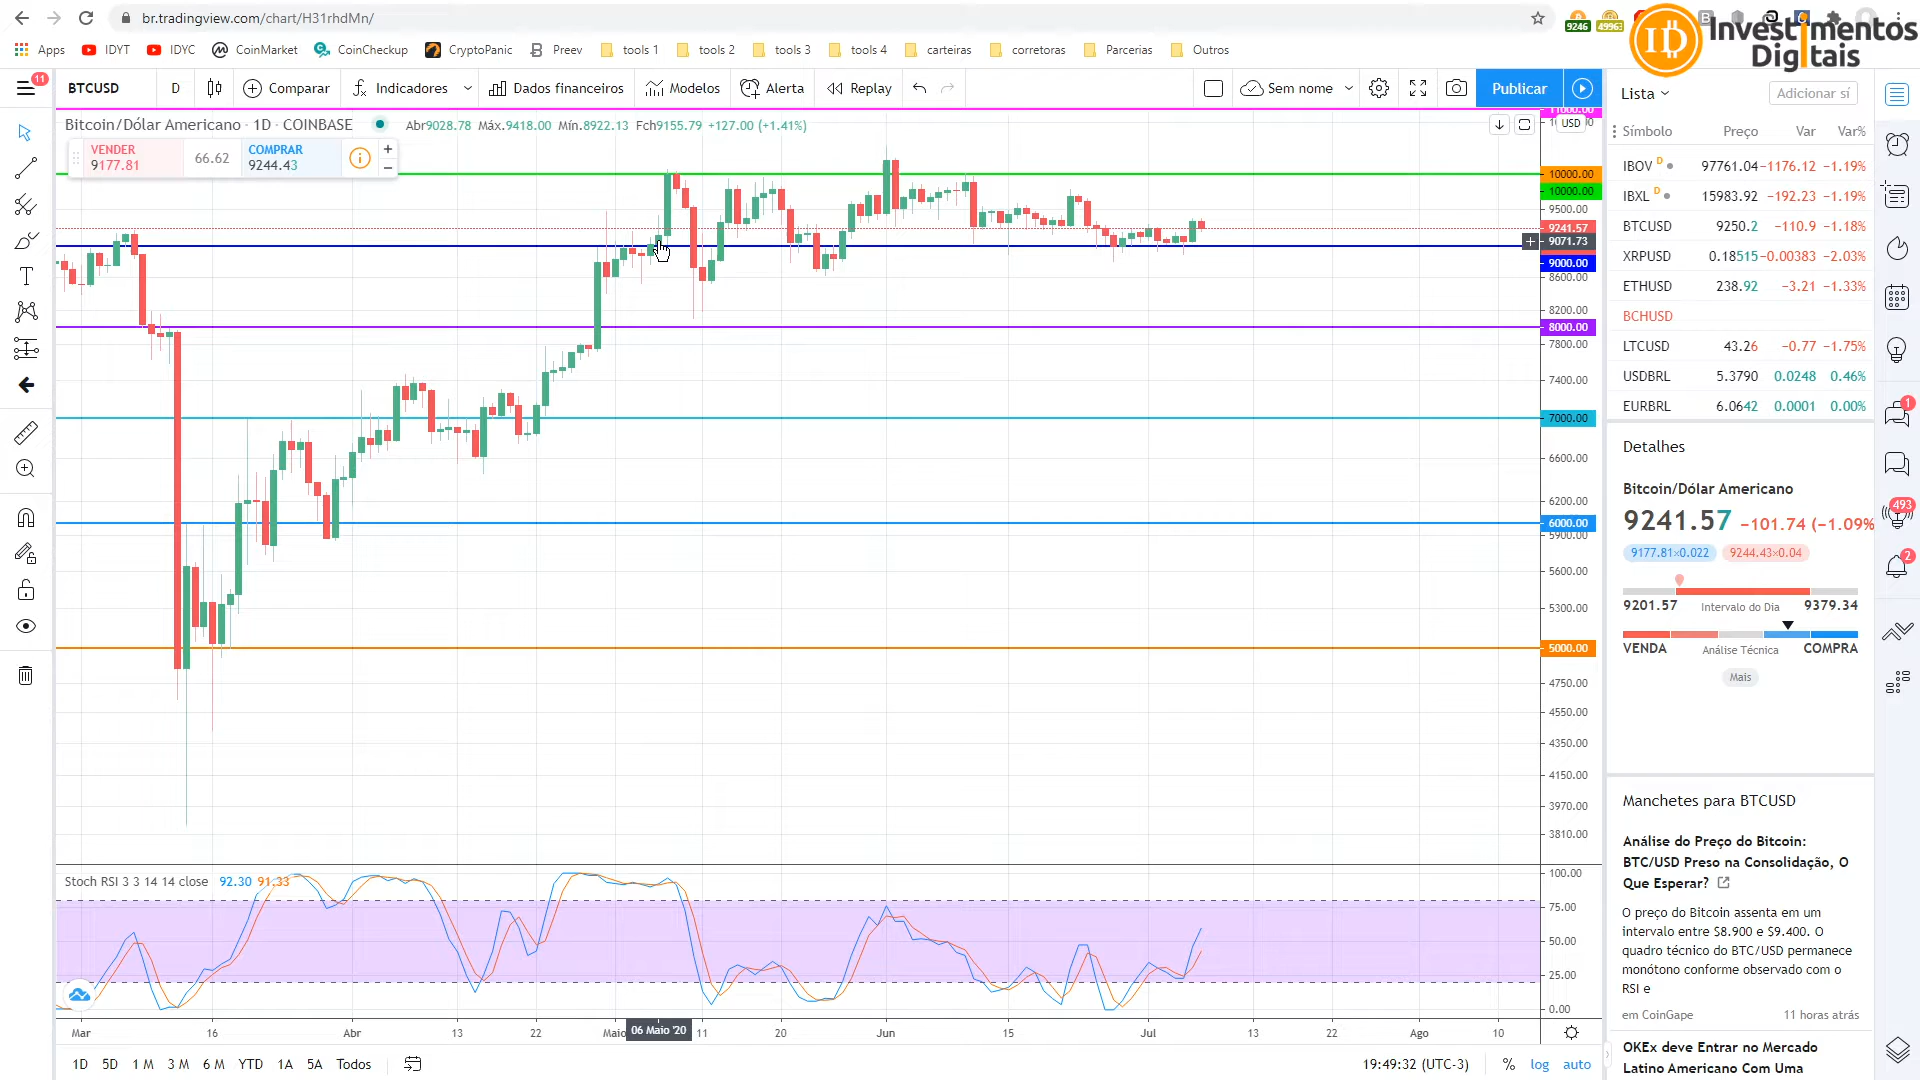 br.tradingview.com/chart/H31rhdMn/
9246
49963
Investimentos
Digitais
Apps
IDYT
IDYC
CoinMarket
CoinCheckup
CryptoPanic
Preev
tools 1
tools 2
tools 3
tools 4
carteiras
corretoras
Parcerias
Outros
11
BTCUSD
D
Comparar
Indicadores
Dados financeiros
Modelos
Alerta
Replay
Sem nome
Publicar
Bitcoin/Dólar Americano · 1D · COINBASE
Abr9028.78 Máx.9418.00 Mín.8922.13 Fch9155.79 +127.00 (+1.41%)
VENDER
9177.81
66.62
COMPRAR
9244.43
USD
10000.00
10000.00
9500.00
9241.57
9071.73
9000.00
8600.00
8200.00
8000.00
7800.00
7400.00
7000.00
6600.00
6200.00
6000.00
5900.00
5600.00
5300.00
5000.00
4750.00
4550.00
4350.00
4150.00
3970.00
3810.00
Stoch RSI 3 3 14 14 close 92.30 91.33
100.00
75.00
50.00
25.00
0.00
Mar
16
Abr
13
22
Maio
06 Maio '20
11
20
Jun
15
Jul
13
22
Ago
10
1D 5D 1 M 3 M 6 M YTD 1A 5A Todos
19:49:32 (UTC-3)
% log auto
Lista
Adicionar sí
Símbolo Preço Var Var%
IBOV D 97761.04 −1176.12 −1.19%
IBXL D 15983.92 −192.23 −1.19%
BTCUSD 9250.2 −110.9 −1.18%
XRPUSD 0.18515 −0.00383 −2.03%
ETHUSD 238.92 −3.21 −1.33%
BCHUSD
LTCUSD 43.26 −0.77 −1.75%
USDBRL 5.3790 0.0248 0.46%
EURBRL 6.0642 0.0001 0.00%
Detalhes
Bitcoin/Dólar Americano
9241.57 −101.74 (−1.09%
9177.81×0.022 9244.43×0.04
9201.57 Intervalo do Dia 9379.34
VENDA Análise Técnica COMPRA
Mais
Manchetes para BTCUSD
Análise do Preço do Bitcoin:
BTC/USD Preso na Consolidação, O
Que Esperar?
O preço do Bitcoin assenta em um
intervalo entre $8.900 e $9.400. O
quadro técnico do BTC/USD permanece
monótono conforme observado com o
RSI e
em CoinGape 11 horas atrás
OKEx deve Entrar no Mercado
Latino Americano Com Uma
1
493
2